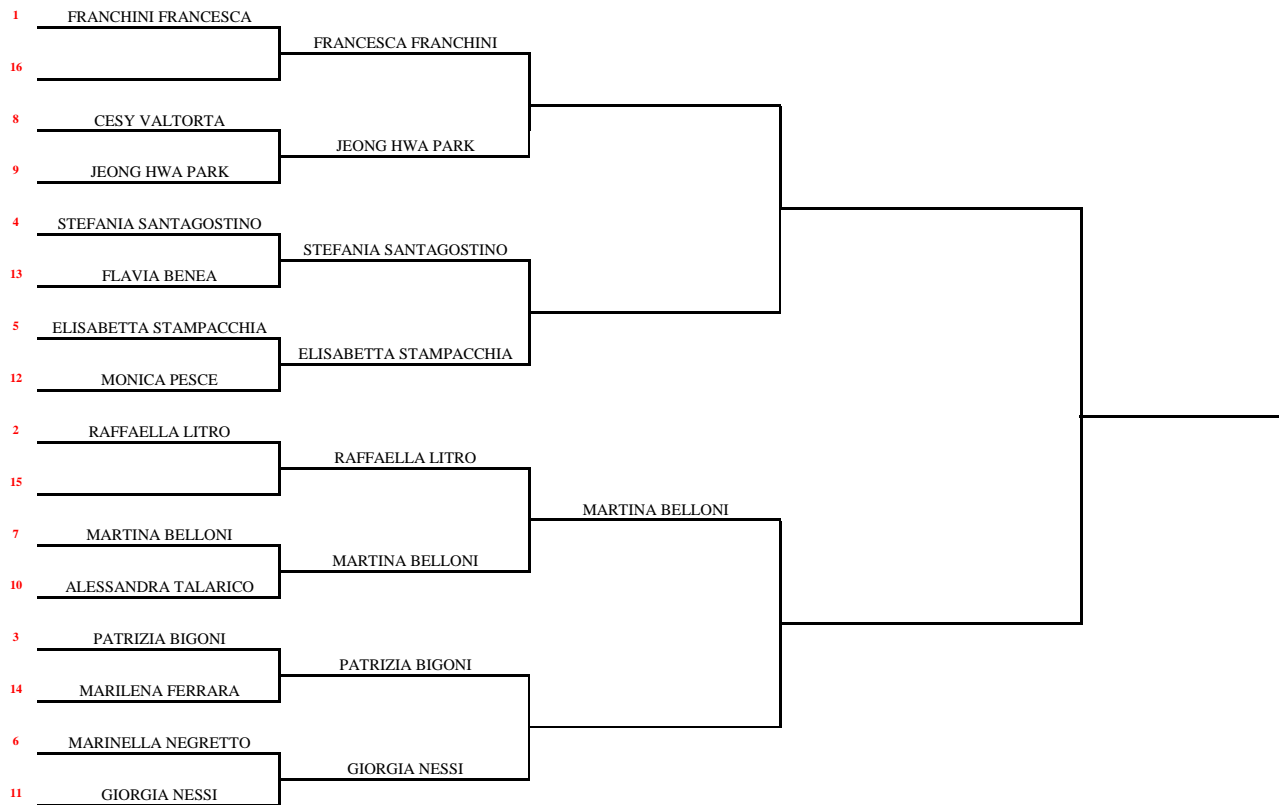 1 FRANCHINI FRANCESCA
FRANCESCA FRANCHINI
16
8 CESY VALTORTA
JEONG HWA PARK
9 JEONG HWA PARK
4 STEFANIA SANTAGOSTINO
STEFANIA SANTAGOSTINO
13 FLAVIA BENEA
5 ELISABETTA STAMPACCHIA
ELISABETTA STAMPACCHIA
12 MONICA PESCE
2 RAFFAELLA LITRO
RAFFAELLA LITRO
15
MARTINA BELLONI
7 MARTINA BELLONI
MARTINA BELLONI
10 ALESSANDRA TALARICO
3 PATRIZIA BIGONI
PATRIZIA BIGONI
14 MARILENA FERRARA
6 MARINELLA NEGRETTO
GIORGIA NESSI
11 GIORGIA NESSI